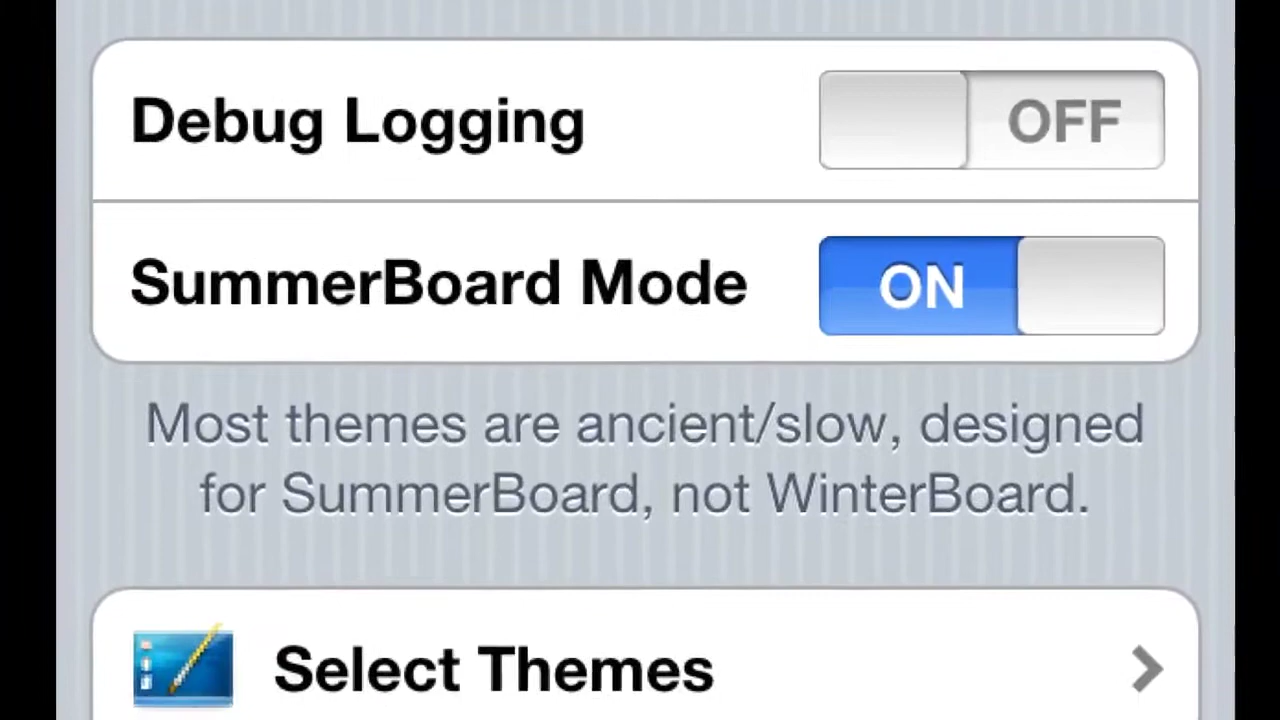 Debug Logging OFF
SummerBoard Mode ON
Most themes are ancient/slow, designed
for SummerBoard, not WinterBoard.
Select Themes